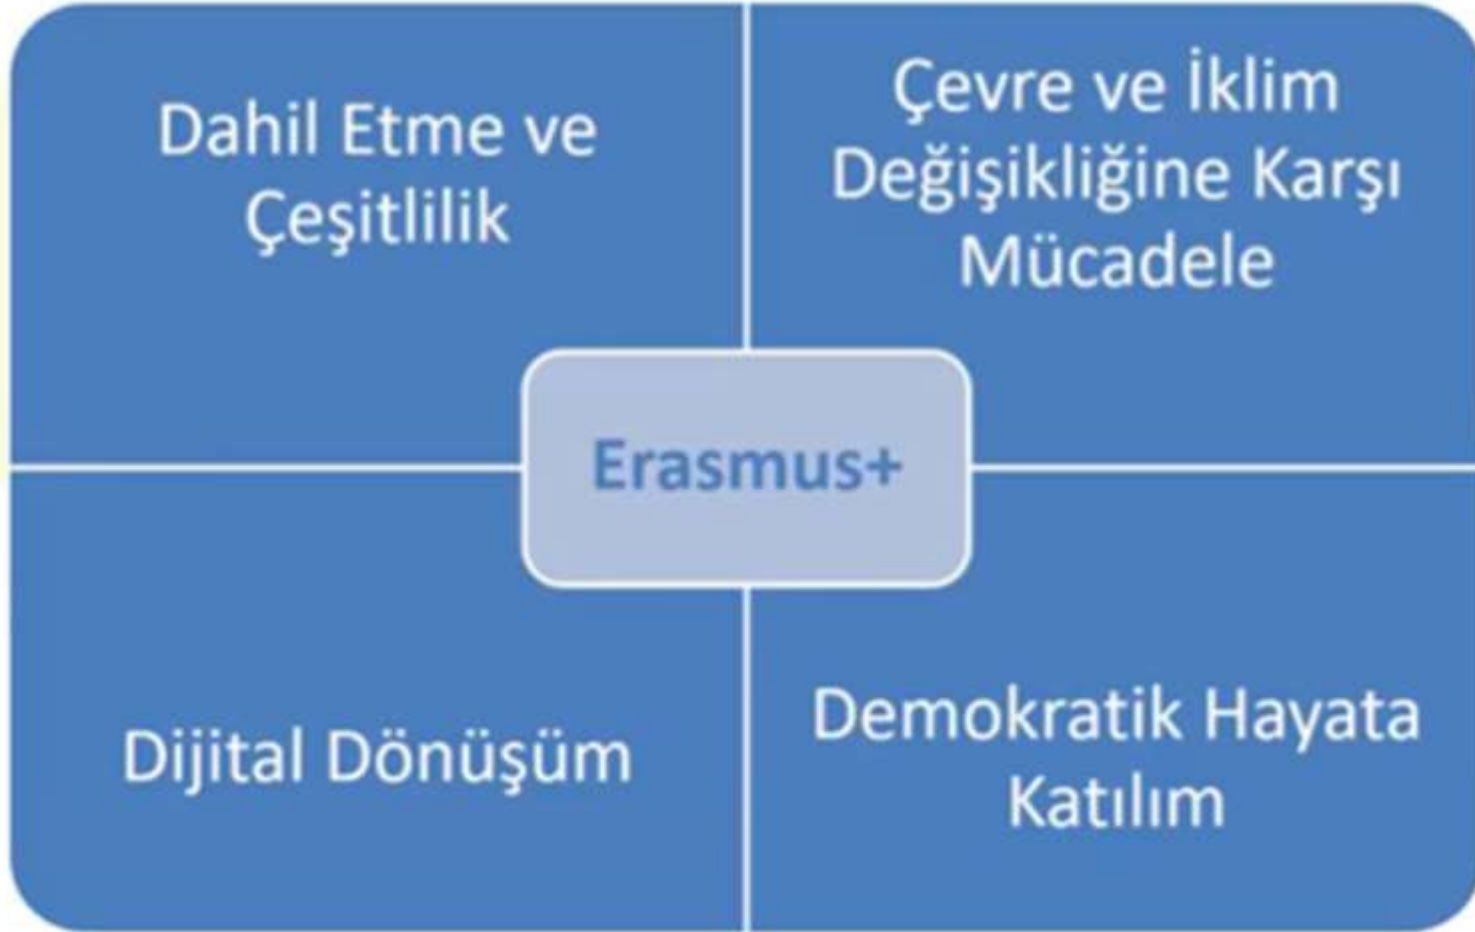 Dahil Etme ve
Çeşitlilik
Çevre ve İklim
Değişikliğine Karşı
Mücadele
Erasmus+
Dijital Dönüşüm
Demokratik Hayata
Katılım